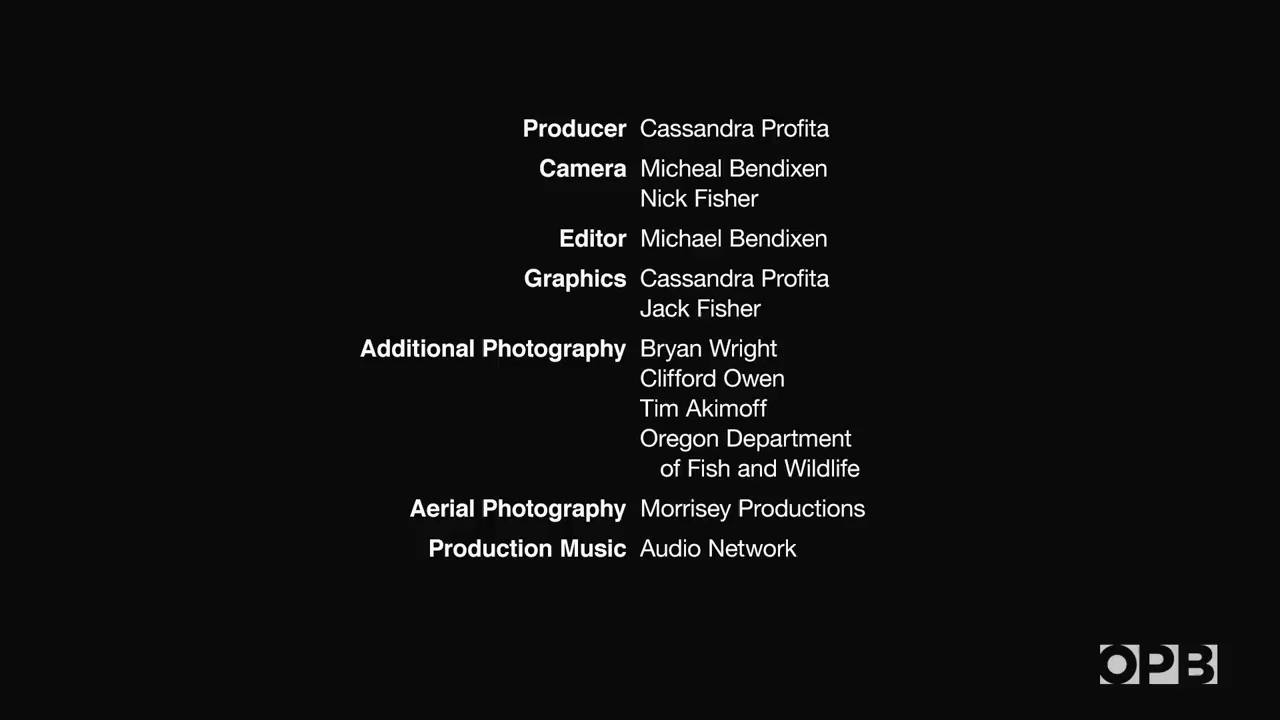 Producer Cassandra Profita
Camera Micheal Bendixen
Nick Fisher
Editor Michael Bendixen
Graphics Cassandra Profita
Jack Fisher
Additional Photography Bryan Wright
Clifford Owen
Tim Akimoff
Oregon Department
of Fish and Wildlife
Aerial Photography Morrisey Productions
Production Music Audio Network
OPB